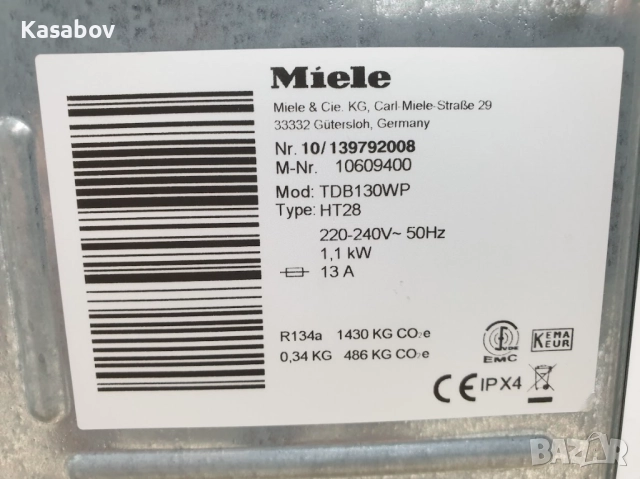 Kasabov
Miele
Miele & Cie. KG, Carl-Miele-Straße 29
33332 Gütersloh, Germany
Nr. 10/139792008
M-Nr. 10609400
Mod: TDB130WP
Type: HT28
220-240V~ 50Hz
1,1 kW
13 A
R134a 1430 KG CO₂e
0,34 KG 486 KG CO₂e
VDE
EMC
KEMA
KEUR
CE IPX4
BAZAR